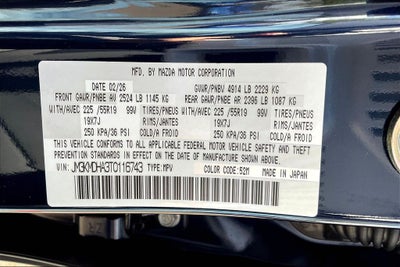 MFD. BY MAZDA MOTOR CORPORATION
DATE 02/26 GVWR/PNBV 4914 LB 2229 KG
FRONT GAWR/PNBE AV 2524 LB 1145 KG REAR GAWR/PNBE AR 2396 LB 1087 KG
WITH/AVEC 225 /55R19 99V TIRES/PNEUS WITH/AVEC 225 /55R19 99V TIRES/PNEUS
19X7J RIMS/JANTES 19X7J RIMS/JANTES
250 KPA/36 PSI COLD/A FROID 250 KPA/36 PSI COLD/A FROID
THIS VEHICLE CONFORMS TO ALL APPLICABLE U.S. FEDERAL
MOTOR VEHICLE SAFETY, BUMPER, AND THEFT PREVENTION
STANDARDS IN EFFECT ON THE DATE OF MANUFACTURE SHOWN ABOVE.
VIN: JM3KMDHA3T0116743 TYPE:MPV COLOR CODE:52M MADE IN JAPAN